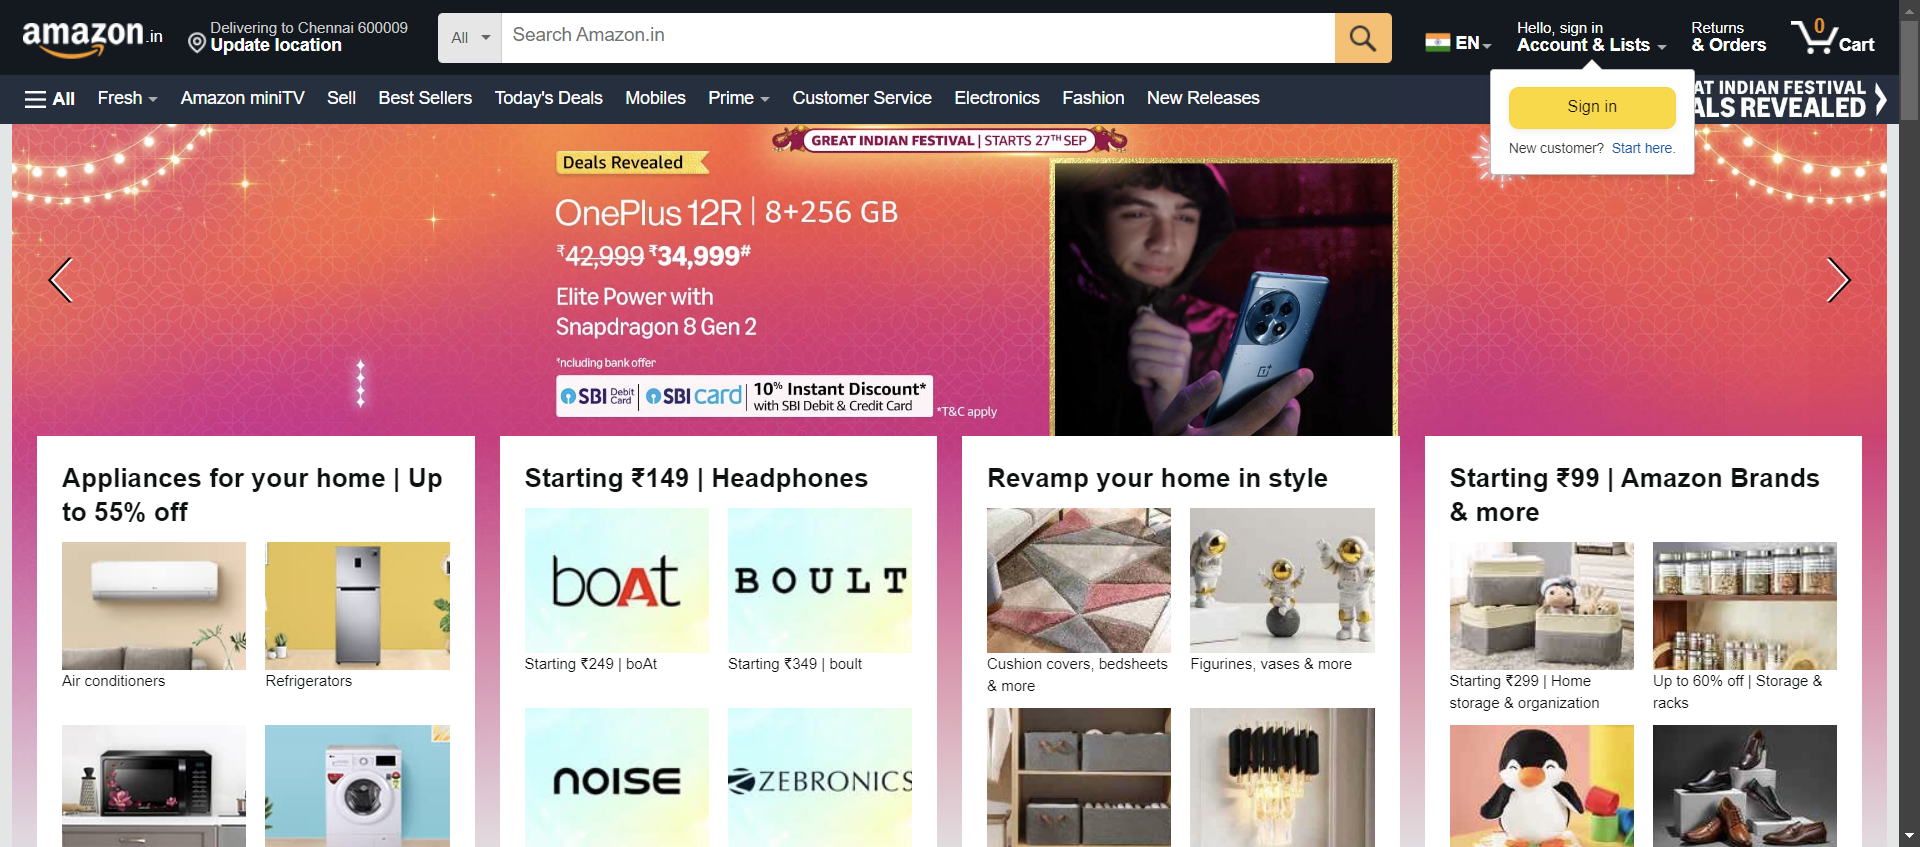 amazon.in
Delivering to Chennai 600009
Update location
All
Search Amazon.in
EN
Hello, sign in
Account & Lists
Returns
& Orders
0
Cart
All
Fresh
Amazon miniTV
Sell
Best Sellers
Today's Deals
Mobiles
Prime
Customer Service
Electronics
Fashion
New Releases
AT INDIAN FESTIVAL
ALS REVEALED
Sign in
New customer? Start here.
GREAT INDIAN FESTIVAL | STARTS 27TH SEP
Deals Revealed
OnePlus 12R | 8+256 GB
₹42,999 ₹34,999#
Elite Power with
Snapdragon 8 Gen 2
*ncluding bank offer
SBI Debit Card | SBI card | 10% Instant Discount*
with SBI Debit & Credit Card
*T&C apply
Appliances for your home | Up
to 55% off
Air conditioners
Refrigerators
Starting ₹149 | Headphones
boAt
BOULT
Starting ₹249 | boAt
Starting ₹349 | boult
noise
ZEBRONICS
Revamp your home in style
Cushion covers, bedsheets
& more
Figurines, vases & more
Starting ₹99 | Amazon Brands
& more
Starting ₹299 | Home
storage & organization
Up to 60% off | Storage &
racks